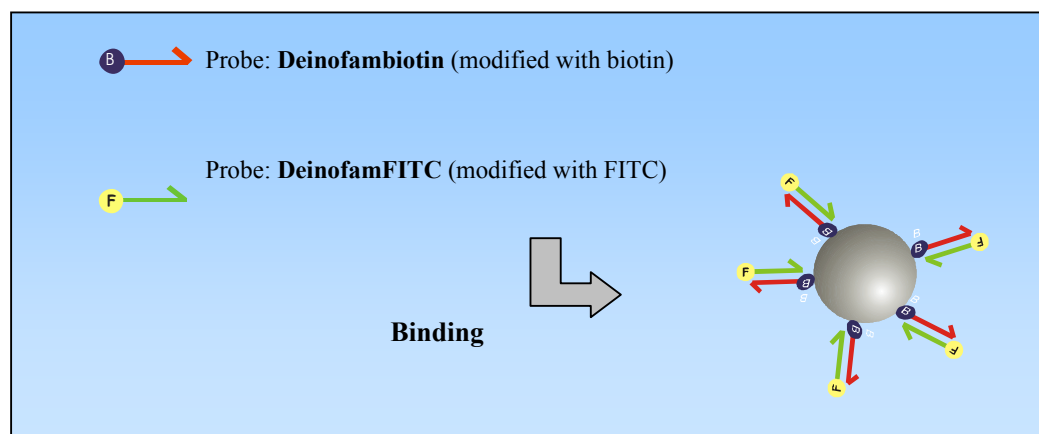 B
Probe: Deinofambiotin (modified with biotin)
Probe: DeinofamFITC (modified with FITC)
F
Binding
F
B
B
B
B
F
F
B
B
B
B
F
B
B
F